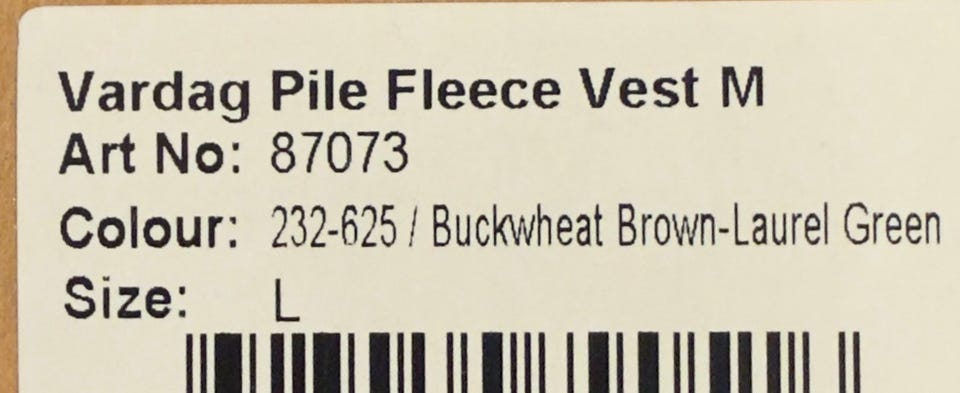 Vardag Pile Fleece Vest M
Art No: 87073
Colour: 232-625 / Buckwheat Brown-Laurel Green
Size: L